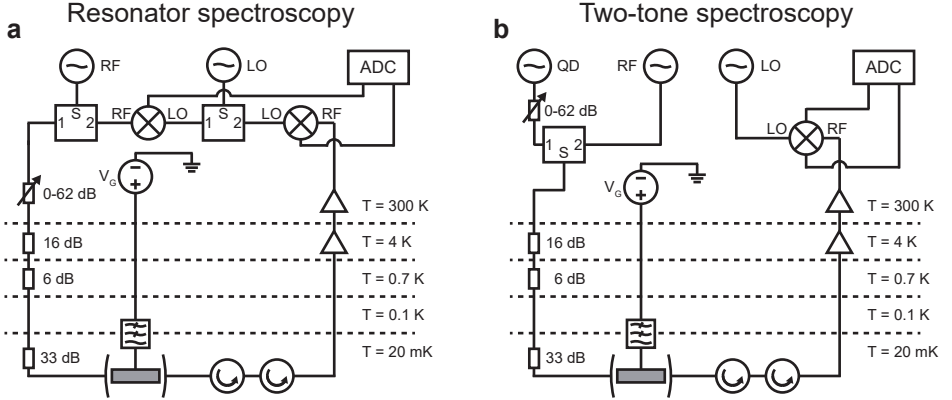 Resonator spectroscopy
a
RF
LO
ADC
1 S 2
RF
LO
1 S 2
LO
RF
V_G
0-62 dB
T = 300 K
16 dB
T = 4 K
6 dB
T = 0.7 K
T = 0.1 K
33 dB
T = 20 mK
Two-tone spectroscopy
b
QD
RF
LO
ADC
0-62 dB
1 S 2
LO
RF
V_G
T = 300 K
16 dB
T = 4 K
6 dB
T = 0.7 K
T = 0.1 K
33 dB
T = 20 mK